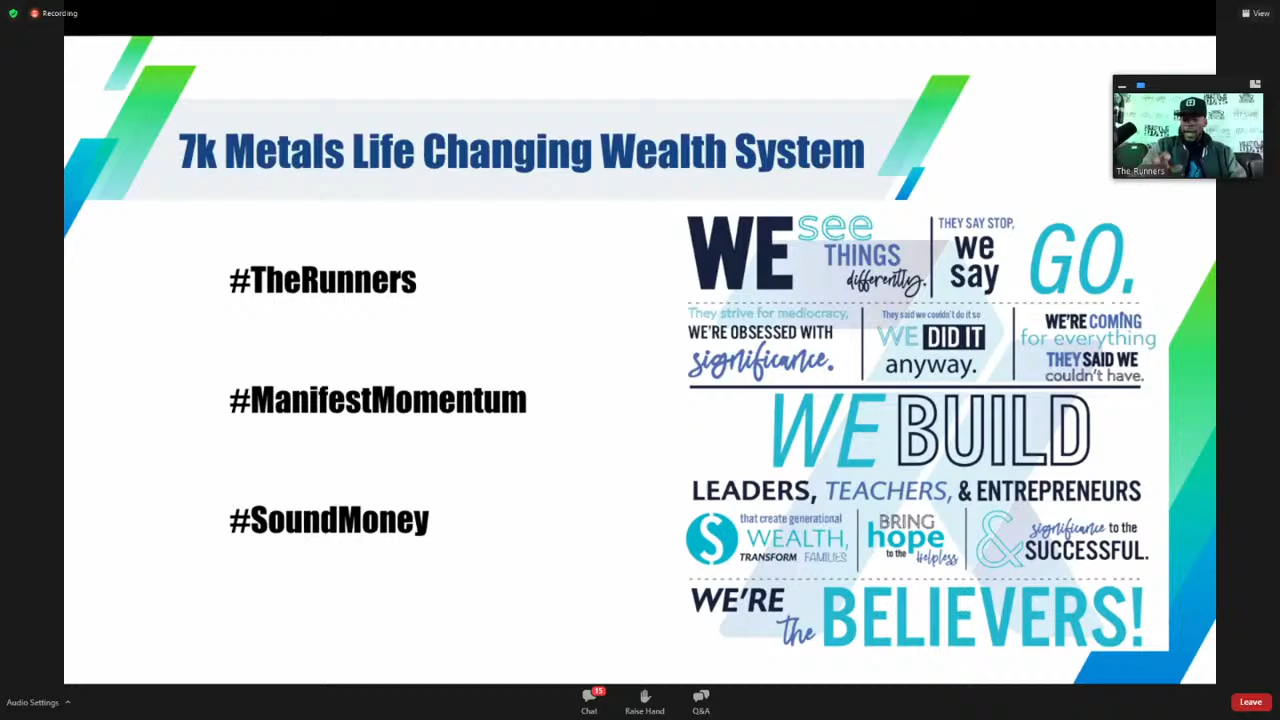 Recording
View
7k Metals Life Changing Wealth System
The Runners
#TheRunners
#ManifestMomentum
#SoundMoney
WE see THINGS differently.
THEY SAY STOP,
we say GO.
They strive for mediocracy,
WE'RE OBSESSED WITH
significance.
They said we couldn't do it so
WE DID IT
anyway.
WE'RE COMING
for everything
THEY SAID WE
couldn't have.
WE BUILD
LEADERS, TEACHERS, & ENTREPRENEURS
$
that create generational
WEALTH,
TRANSFORM FAMILIES
BRING
hope
to the Helpless
& significance to the
SUCCESSFUL.
WE'RE the BELIEVERS!
Audio Settings
15
Chat
Raise Hand
Q&A
Leave